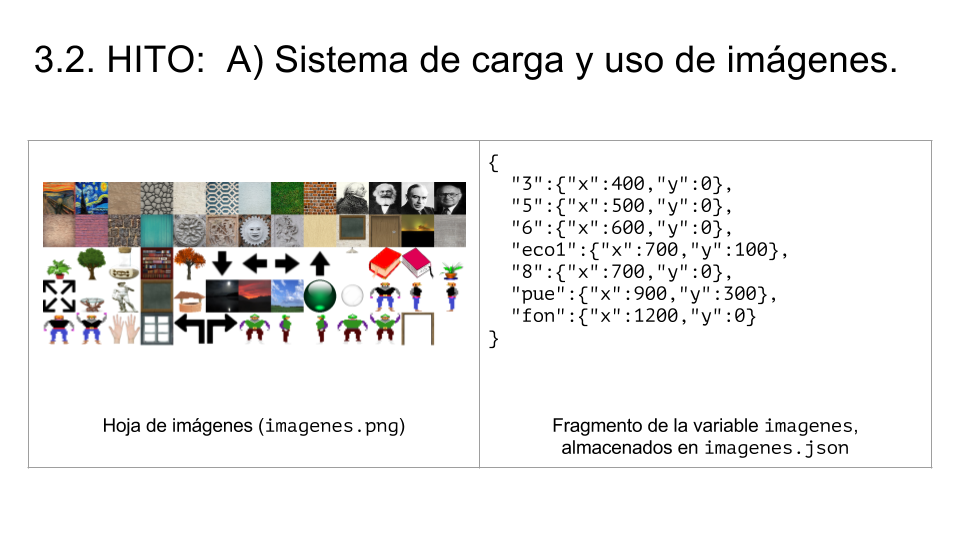 3.2. HITO:  A) Sistema de carga y uso de imágenes.
Hoja de imágenes (imagenes.png)
{
  "3":{"x":400,"y":0},
  "5":{"x":500,"y":0},
  "6":{"x":600,"y":0},
  "eco1":{"x":700,"y":100},
  "8":{"x":700,"y":0},
  "pue":{"x":900,"y":300},
  "fon":{"x":1200,"y":0}
}
Fragmento de la variable imagenes,
almacenados en imagenes.json